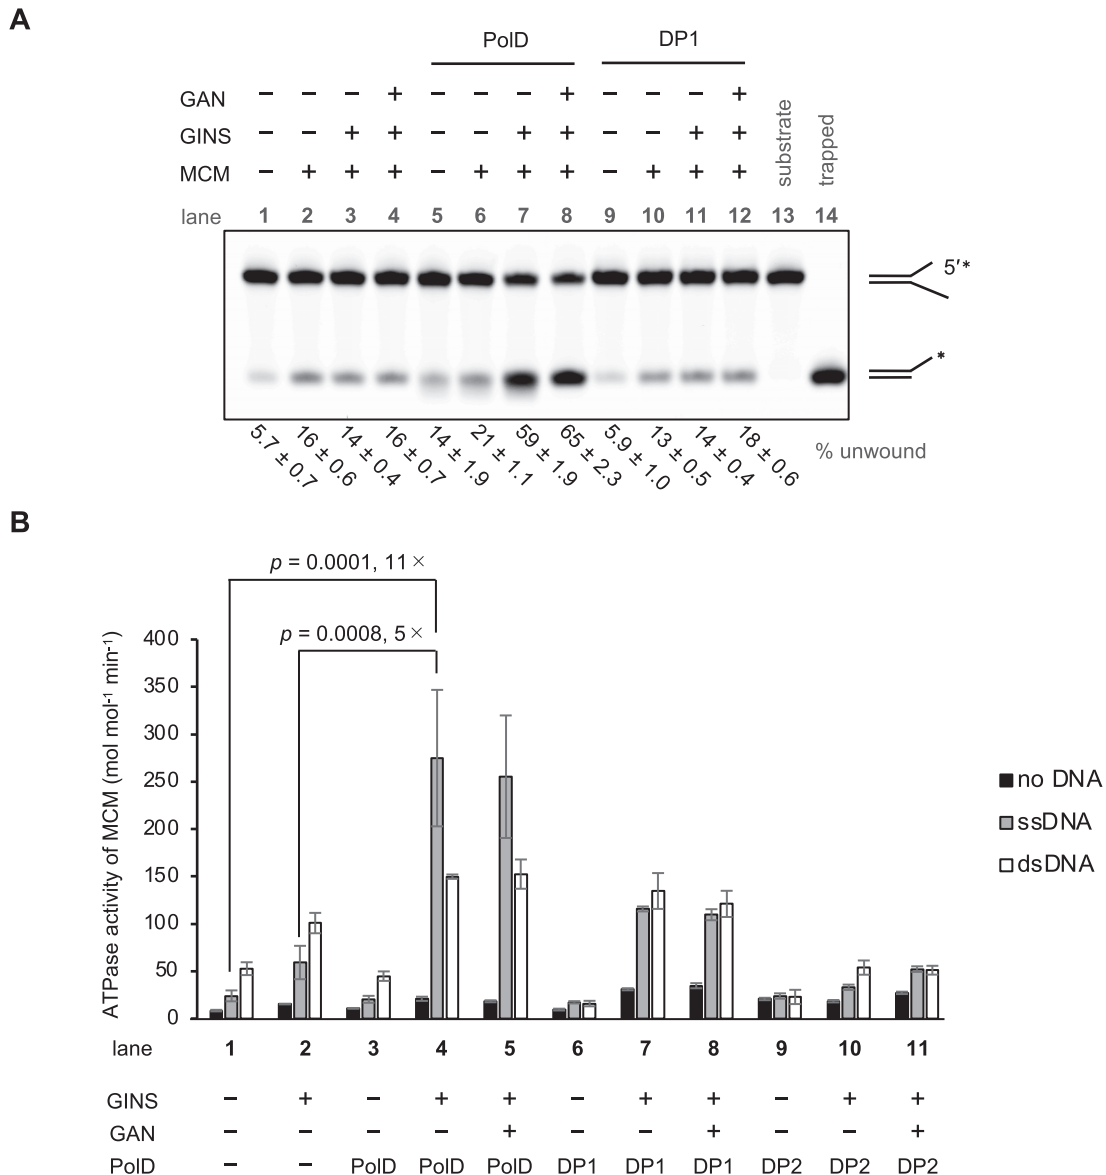 A
PolD DP1
GAN − − − + − − − + − − − +
GINS − − + + − − + + − − + +
MCM − + + + − + + + − + + +
substrate
trapped
lane 1 2 3 4 5 6 7 8 9 10 11 12 13 14
5′*
*
5.7 ± 0.7 16 ± 0.6 14 ± 0.4 16 ± 0.7 14 ± 1.9 21 ± 1.1 59 ± 1.9 65 ± 2.3 5.9 ± 1.0 13 ± 0.5 14 ± 0.4 18 ± 0.6
% unwound
B
p = 0.0001, 11 ×
p = 0.0008, 5 ×
ATPase activity of MCM (mol mol⁻¹ min⁻¹)
400
350
300
250
200
150
100
50
0
no DNA
ssDNA
dsDNA
lane 1 2 3 4 5 6 7 8 9 10 11
GINS − + − + + − + + − + +
GAN − − − − + − − + − − +
PolD − − PolD PolD PolD DP1 DP1 DP1 DP2 DP2 DP2